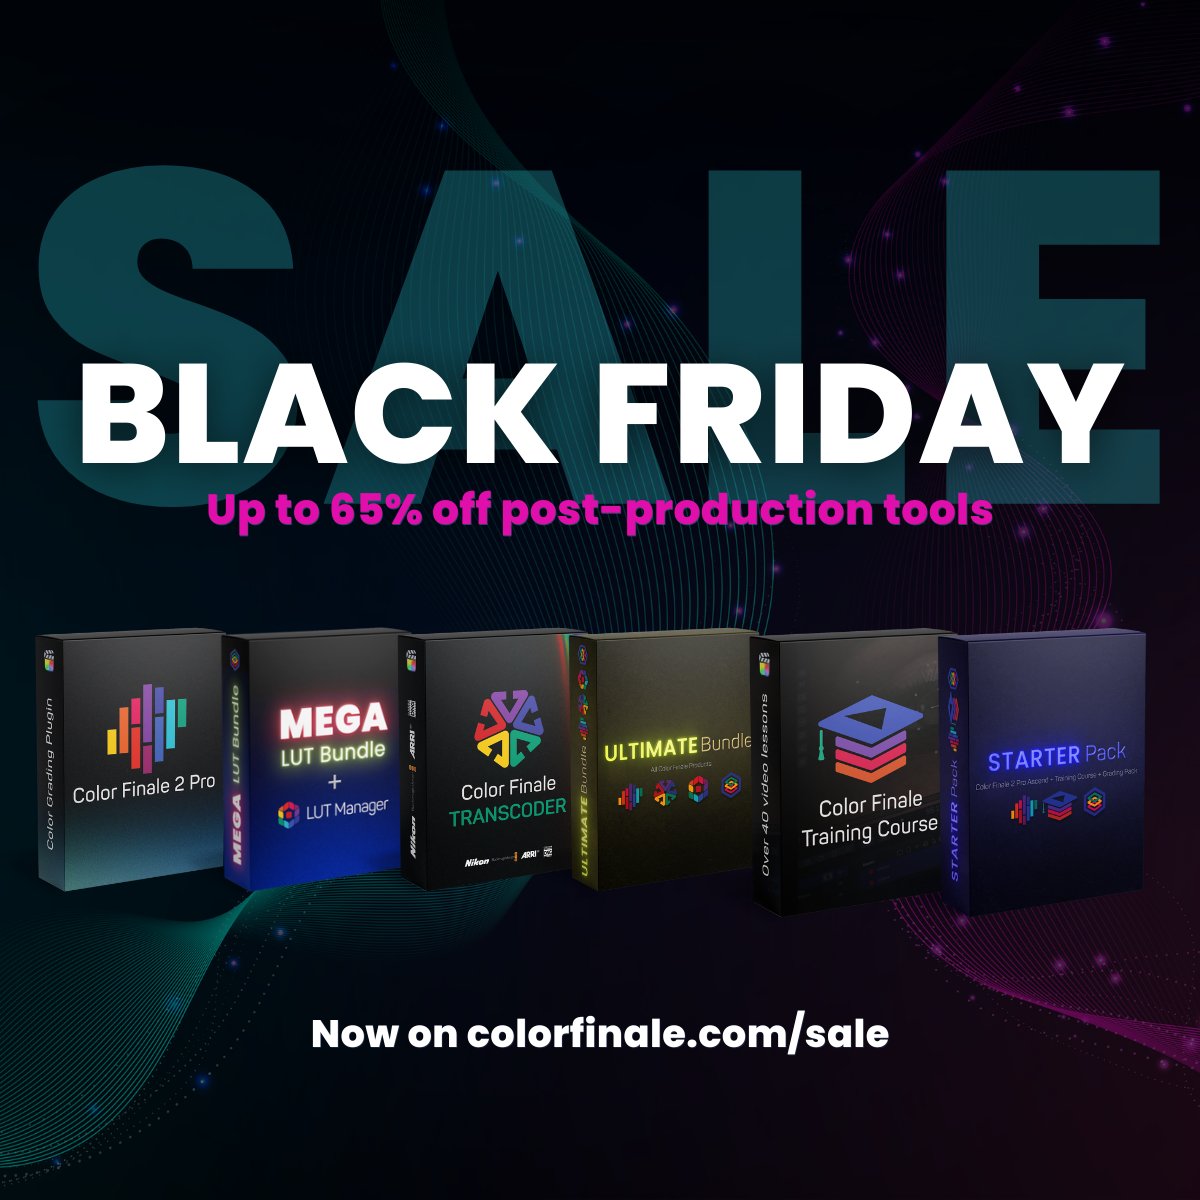 SALE
BLACK FRIDAY
Up to 65% off post-production tools
Color Grading Plugin
Color Finale 2 Pro
MEGA LUT Bundle
MEGA
LUT Bundle
+
LUT Manager
Nikon
ARRI
Color Finale
TRANSCODER
Nikon
ARRI
ULTIMATE Bundle
ULTIMATE Bundle
All Color Finale Products
Over 40 video lessons
Color Finale
Training Course
STARTER Pack
STARTER Pack
Color Finale 2 Pro Ascend + Training Course + Grading Pack
Now on colorfinale.com/sale